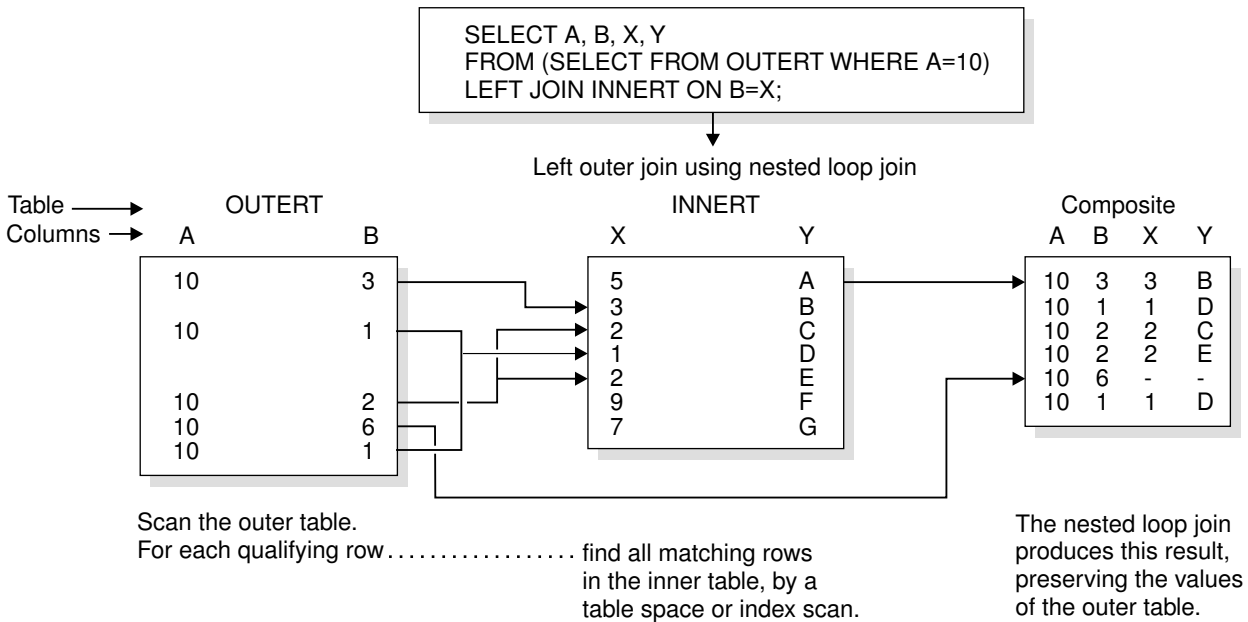 SELECT A, B, X, Y
FROM (SELECT FROM OUTERT WHERE A=10)
LEFT JOIN INNERT ON B=X;
Left outer join using nested loop join
Table OUTERT INNERT Composite
Columns A B X Y A B X Y
10 3 5 A 10 3 3 B
3 B 10 1 1 D
10 1 2 C 10 2 2 C
1 D 10 2 2 E
2 E 10 6 - -
10 2 9 F 10 1 1 D
10 6 7 G
10 1
Scan the outer table.
For each qualifying row.................. find all matching rows
in the inner table, by a
table space or index scan.
The nested loop join
produces this result,
preserving the values
of the outer table.